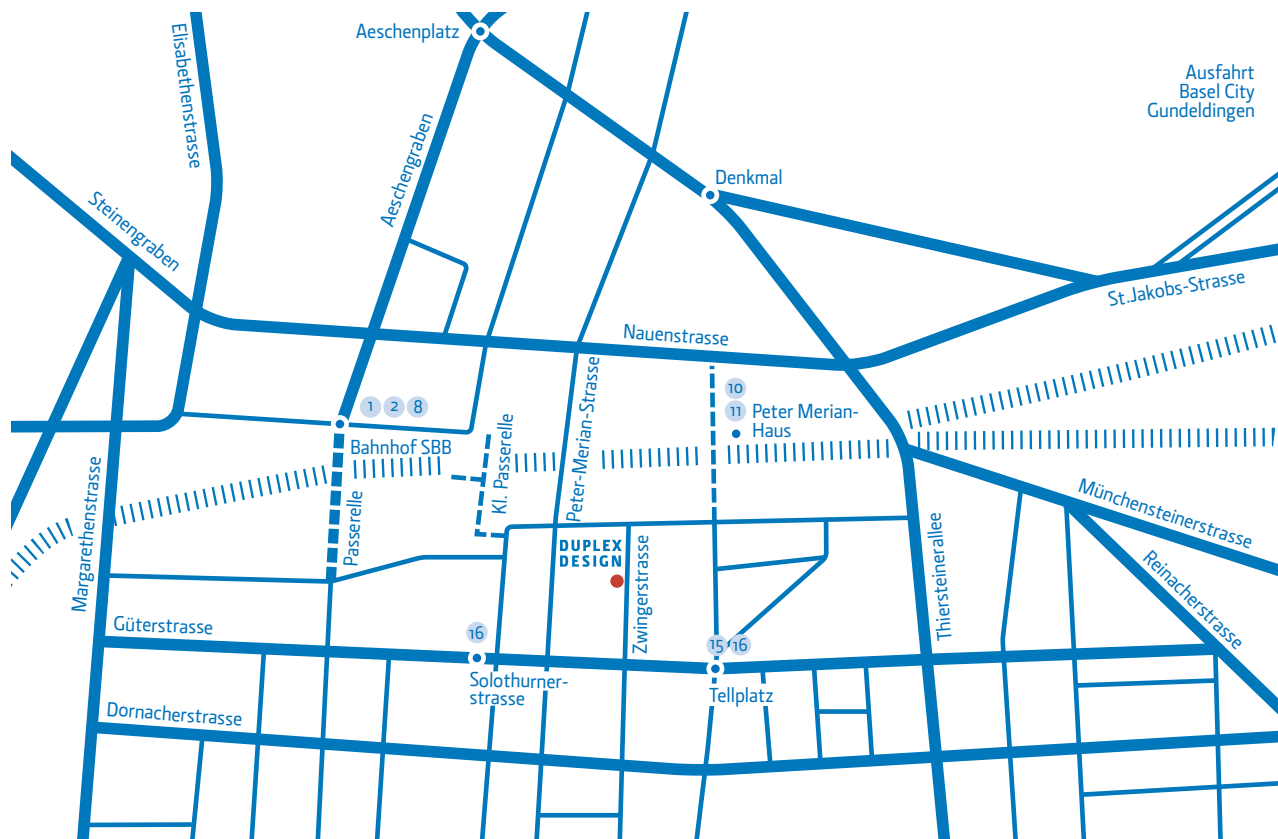 Aeschenplatz
Elisabethenstrasse
Ausfahrt
Basel City
Gundeldingen
Aeschengraben
Denkmal
Steinengraben
St.Jakobs-Strasse
Nauenstrasse
Peter-Merian-Strasse
1 2 8
10
11 Peter Merian-
Haus
Bahnhof SBB
Kl. Passerelle
Margarethenstrasse
Passerelle
Münchensteinerstrasse
DUPLEX
DESIGN
Zwingerstrasse
Thiersteinerallee
Reinacherstrasse
Güterstrasse
16
15 16
Solothurner-
strasse
Tellplatz
Dornacherstrasse